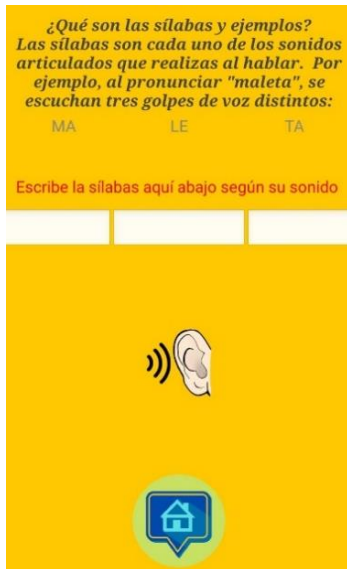 ¿Qué son las sílabas y ejemplos?
Las sílabas son cada uno de los sonidos
articulados que realizas al hablar. Por
ejemplo, al pronunciar "maleta", se
escuchan tres golpes de voz distintos:
MA LE TA
Escribe la sílabas aquí abajo según su sonido